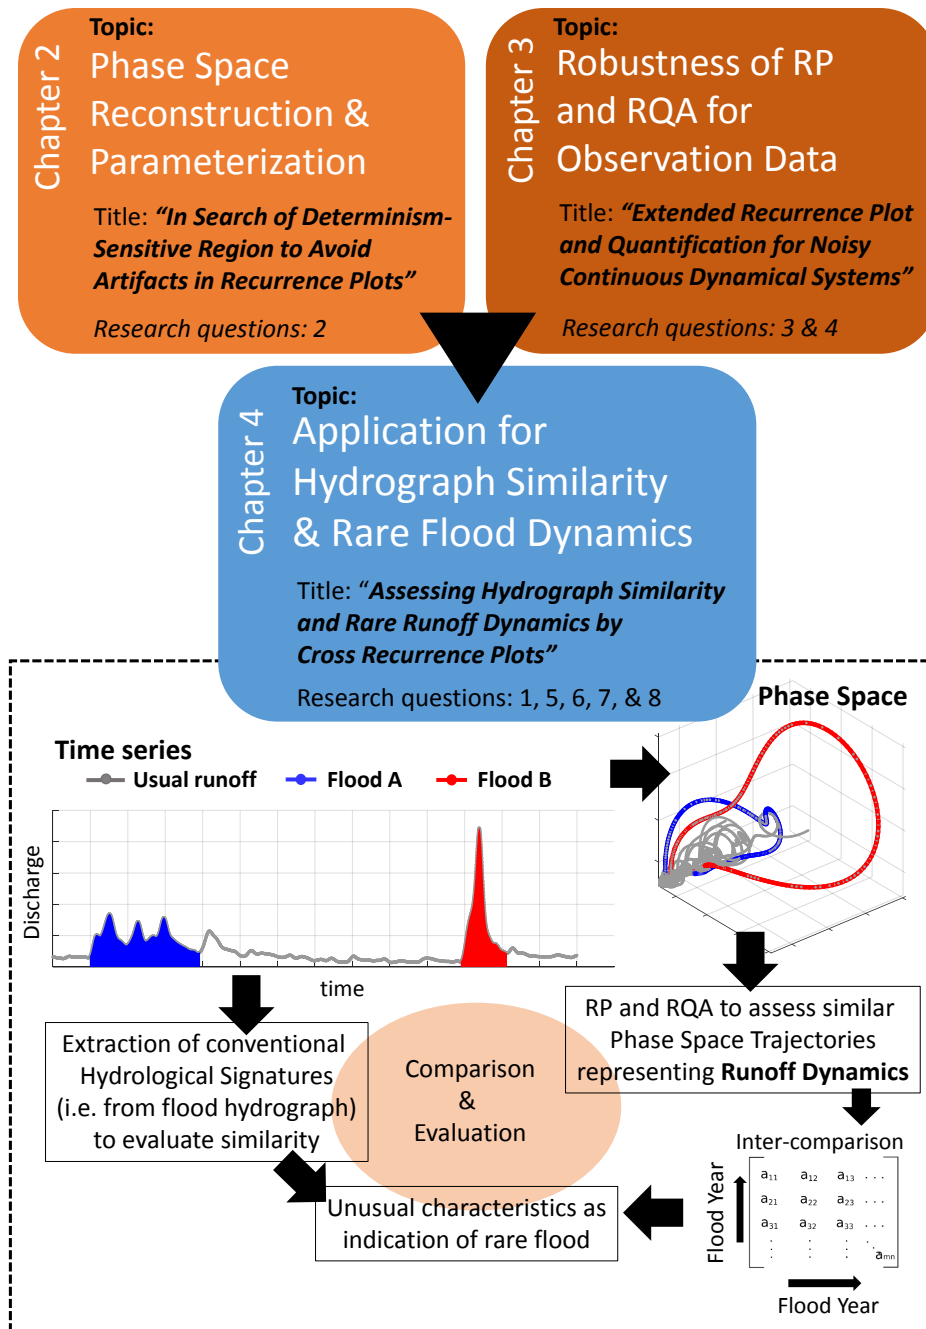 Chapter 2
Topic:
Phase Space
Reconstruction &
Parameterization
Title: “In Search of Determinism-
Sensitive Region to Avoid
Artifacts in Recurrence Plots”
Research questions: 2
Chapter 3
Topic:
Robustness of RP
and RQA for
Observation Data
Title: “Extended Recurrence Plot
and Quantification for Noisy
Continuous Dynamical Systems”
Research questions: 3 & 4
Chapter 4
Topic:
Application for
Hydrograph Similarity
& Rare Flood Dynamics
Title: “Assessing Hydrograph Similarity
and Rare Runoff Dynamics by
Cross Recurrence Plots”
Research questions: 1, 5, 6, 7, & 8
Phase Space
Time series
Usual runoff
Flood A
Flood B
Discharge
time
Extraction of conventional
Hydrological Signatures
(i.e. from flood hydrograph)
to evaluate similarity
Comparison
&
Evaluation
RP and RQA to assess similar
Phase Space Trajectories
representing Runoff Dynamics
Inter-comparison
Flood Year
a11 a12 a13 . . .
a21 a22 a23 . . .
a31 a32 a33 . . .
amn
Flood Year
Unusual characteristics as
indication of rare flood